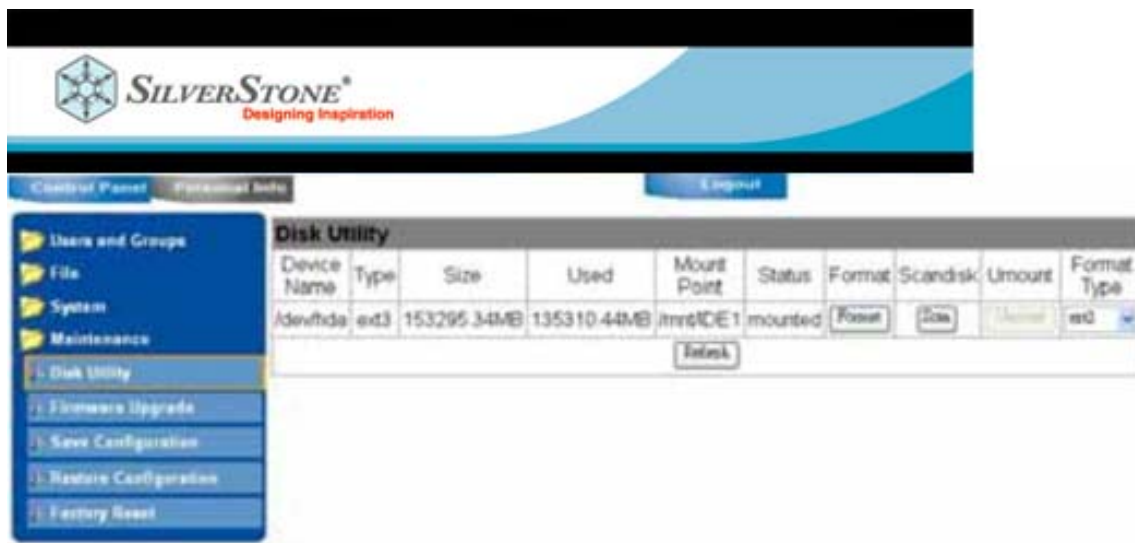 SILVERSTONE®
Designing Inspiration
Control Panel Personal Info Logout
Users and Groups
File
System
Maintenance
Disk Utility
Firmware Upgrade
Save Configuration
Restore Configuration
Factory Reset
Disk Utility
Device Name Type Size Used Mount Point Status Format Scandisk Umount Format Type
/dev/hda ext3 153295.34MB 135310.44MB /mnt/IDE1 mounted Format Scan Umount
Refresh